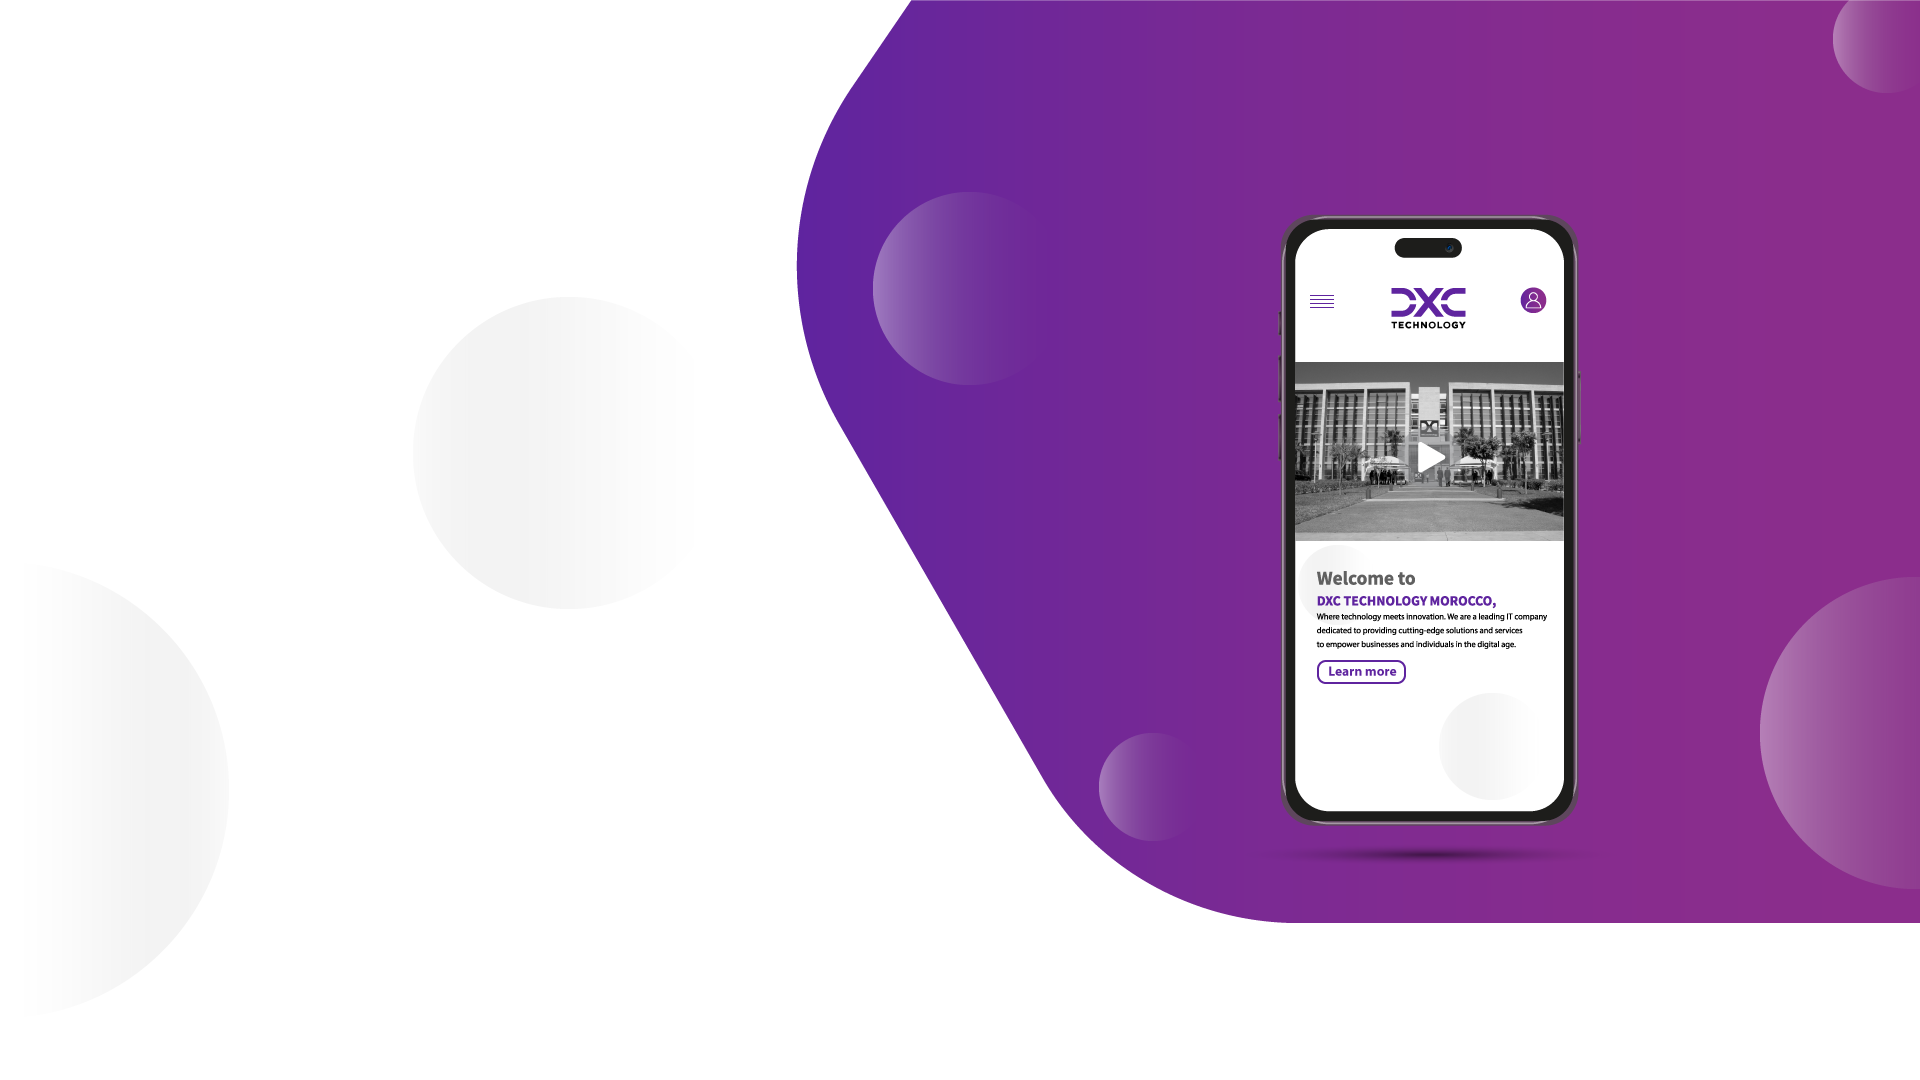 DXC
TECHNOLOGY
DXC
Welcome to
DXC TECHNOLOGY MOROCCO,
Where technology meets innovation. We are a leading IT company
dedicated to providing cutting-edge solutions and services
to empower businesses and individuals in the digital age.
Learn more